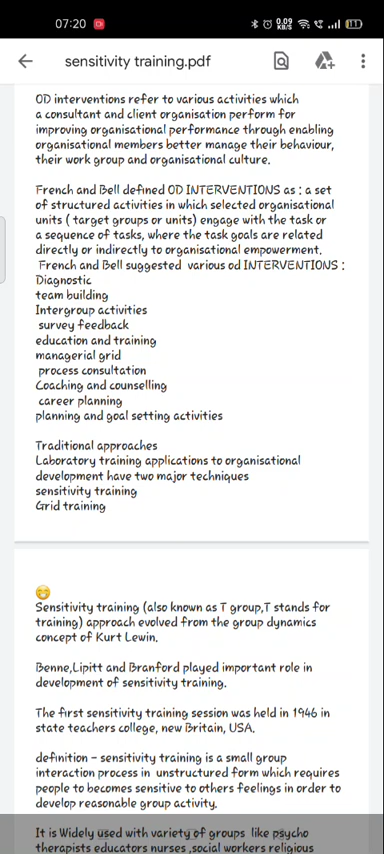 07:20
0.09
KB/S
sensitivity training.pdf
OD interventions refer to various activities which
a consultant and client organisation perform for
improving organisational performance through enabling
organisational members better manage their behaviour,
their work group and organisational culture.
French and Bell defined OD INTERVENTIONS as : a set
of structured activities in which selected organisational
units ( target groups or units) engage with the task or
a sequence of tasks, where the task goals are related
directly or indirectly to organisational empowerment.
French and Bell suggested various od INTERVENTIONS :
Diagnostic
team building
Intergroup activities
survey feedback
education and training
managerial grid
process consultation
Coaching and counselling
career planning
planning and goal setting activities
Traditional approaches
Laboratory training applications to organisational
development have two major techniques
sensitivity training
Grid training
Sensitivity training (also known as T group,T stands for
training) approach evolved from the group dynamics
concept of Kurt Lewin.
Benne,Lipitt and Branford played important role in
development of sensitivity training.
The first sensitivity training session was held in 1946 in
state teachers college, new Britain, USA.
definition - sensitivity training is a small group
interaction process in unstructured form which requires
people to becomes sensitive to others feelings in order to
develop reasonable group activity.
It is Widely used with variety of groups like psycho
therapists educators nurses ,social workers religious